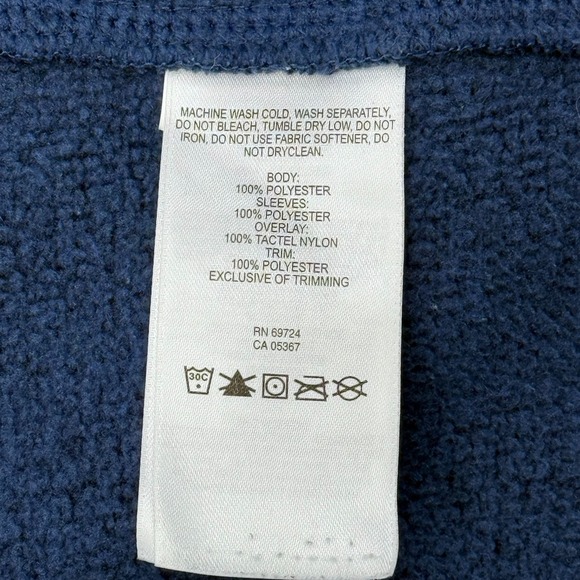 MACHINE WASH COLD, WASH SEPARATELY,
DO NOT BLEACH, TUMBLE DRY LOW, DO NOT
IRON, DO NOT USE FABRIC SOFTENER, DO
NOT DRYCLEAN.
BODY:
100% POLYESTER
SLEEVES:
100% POLYESTER
OVERLAY:
100% TACTEL NYLON
TRIM:
100% POLYESTER
EXCLUSIVE OF TRIMMING
RN 69724
CA 05367
30C